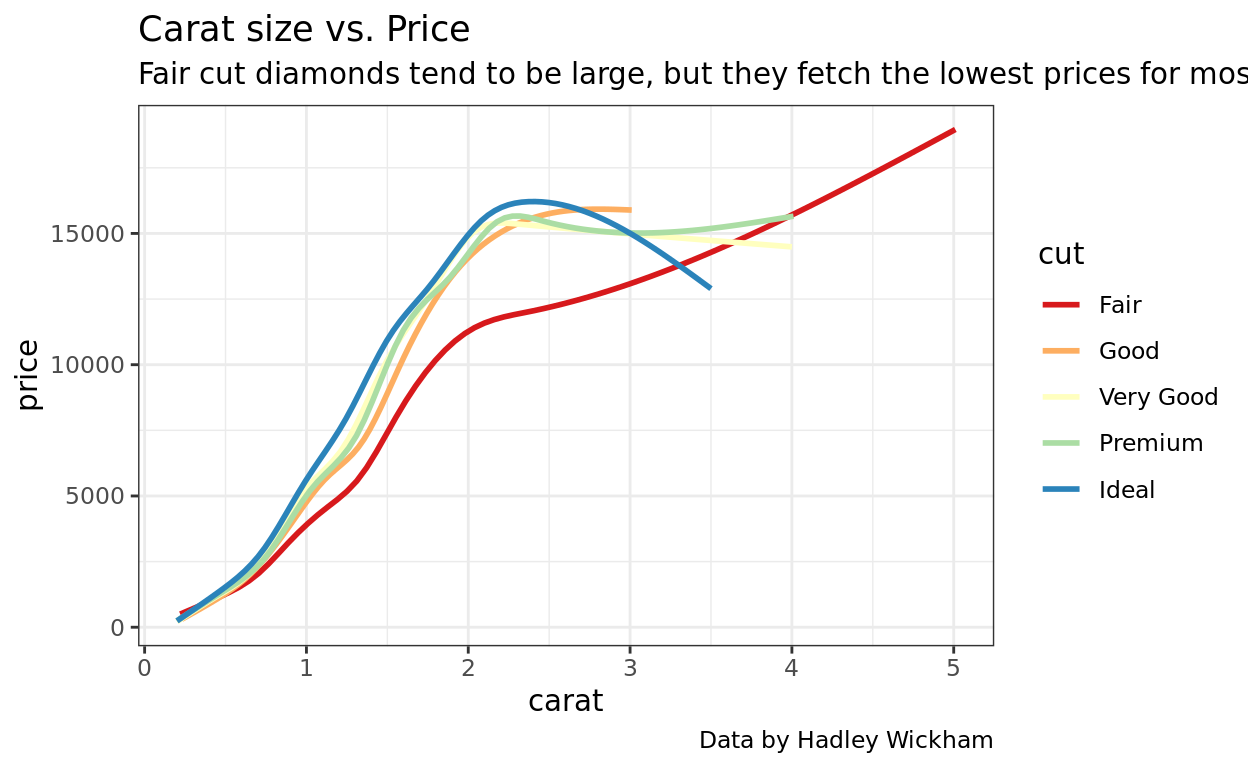 Carat size vs. Price
Fair cut diamonds tend to be large, but they fetch the lowest prices for mos
15000
10000
5000
0
price
0 1 2 3 4 5
carat
cut
Fair
Good
Very Good
Premium
Ideal
Data by Hadley Wickham